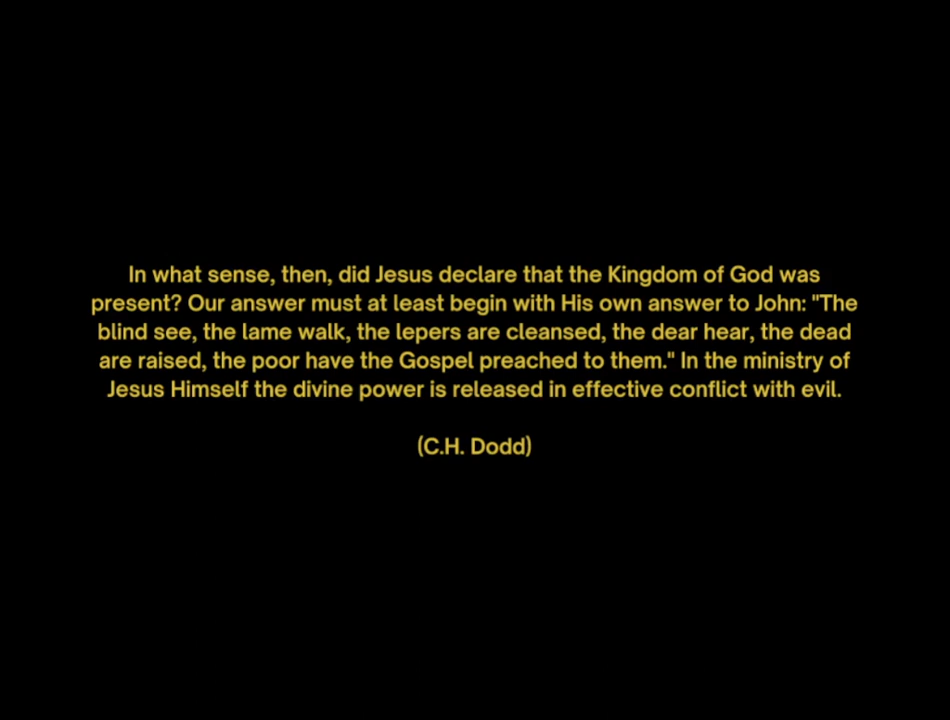 In what sense, then, did Jesus declare that the Kingdom of God was
present? Our answer must at least begin with His own answer to John: "The
blind see, the lame walk, the lepers are cleansed, the dear hear, the dead
are raised, the poor have the Gospel preached to them." In the ministry of
Jesus Himself the divine power is released in effective conflict with evil.
(C.H. Dodd)